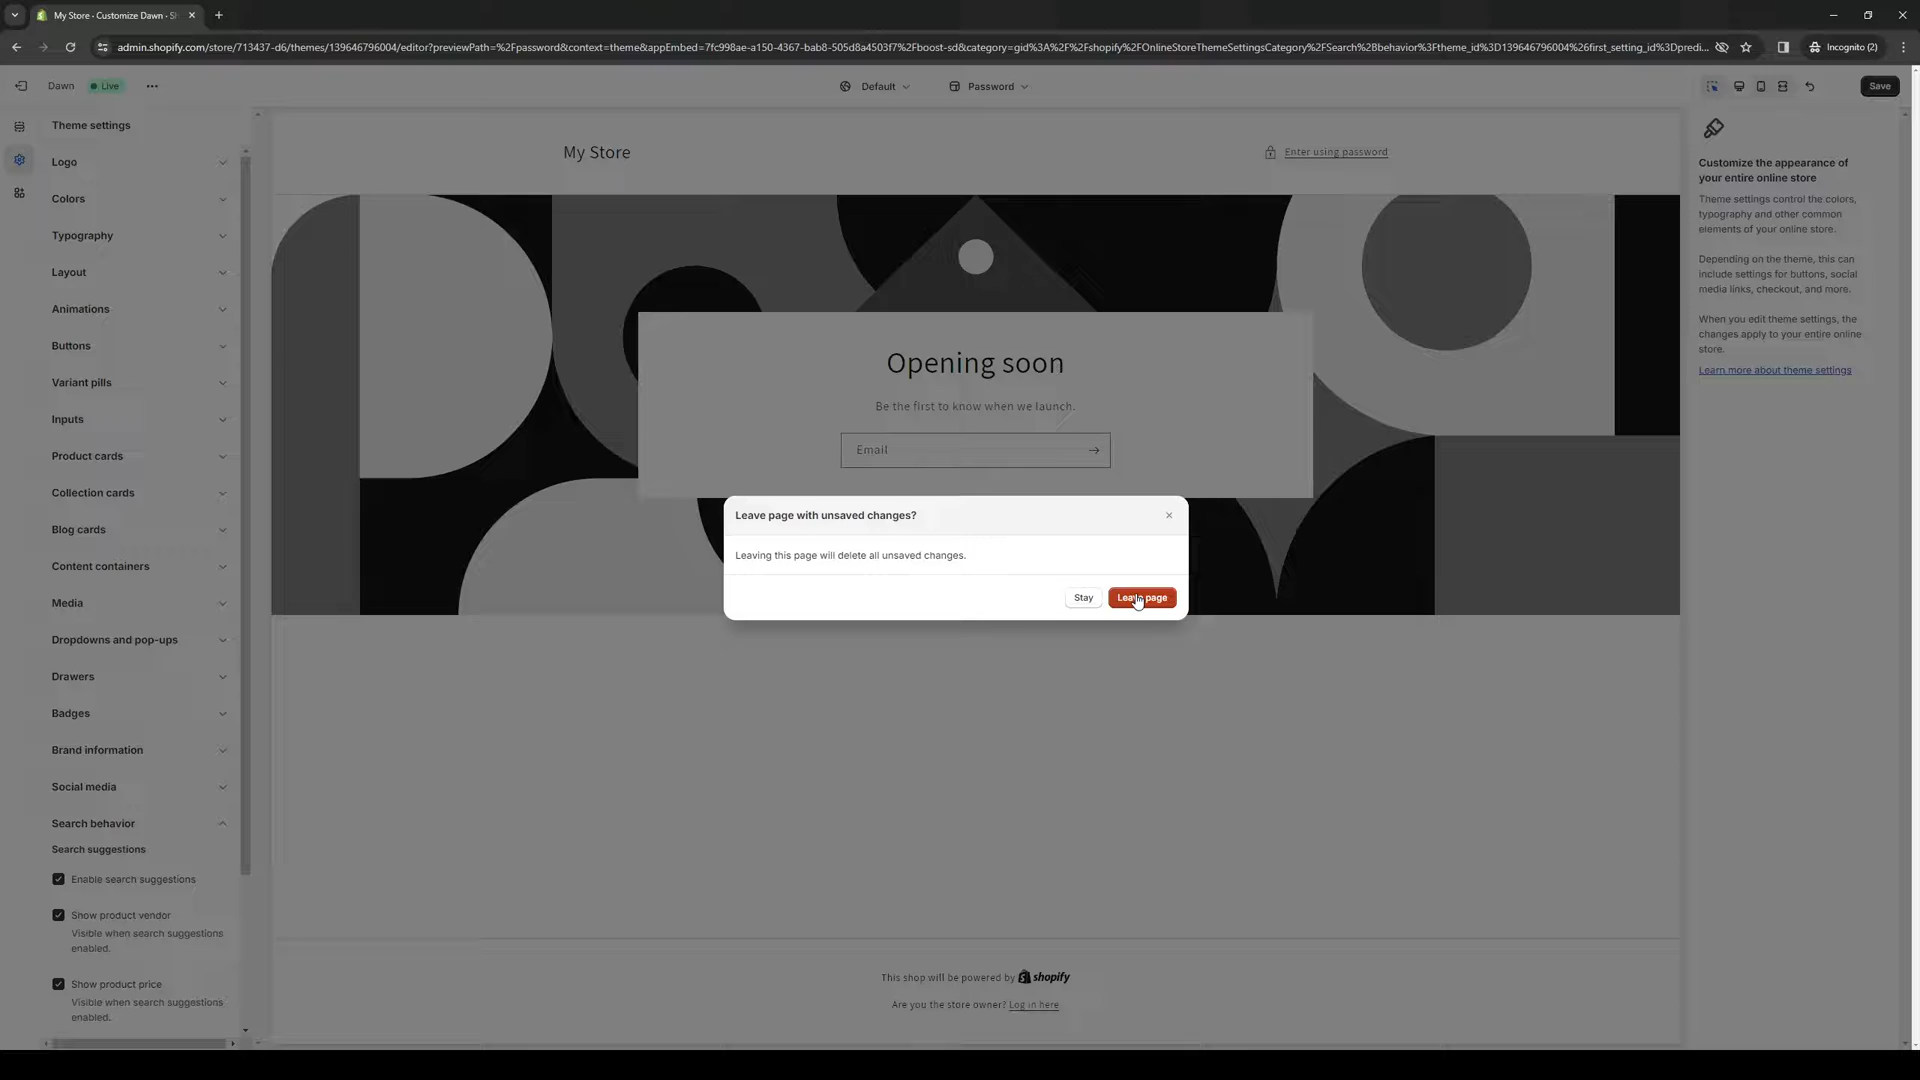 My Store · Customize Dawn · S
admin.shopify.com/store/713437-d6/themes/139646796004/editor?previewPath=%2Fpassword&context=theme&appEmbed=7fc998ae-a150-4367-bab8-505d8a4503f7%2Fboost-sd&category=gid%3A%2F%2Fshopify%2FOnlineStoreThemeSettingsCategory%2FSearch%2Bbehavior%3Ftheme_id%3D139646796004%26first_setting_id%3Dpredi...
Incognito (2)
Dawn
Live
Default
Password
Save
Theme settings
Logo
Colors
Typography
Layout
Animations
Buttons
Variant pills
Inputs
Product cards
Collection cards
Blog cards
Content containers
Media
Dropdowns and pop-ups
Drawers
Badges
Brand information
Social media
Search behavior
Search suggestions
Enable search suggestions
Show product vendor
Visible when search suggestions
enabled.
Show product price
Visible when search suggestions
enabled.
My Store
Enter using password
Opening soon
Be the first to know when we launch.
Email
Leave page with unsaved changes?
Leaving this page will delete all unsaved changes.
Stay
Leave page
This shop will be powered by shopify
Are you the store owner? Log in here
Customize the appearance of
your entire online store
Theme settings control the colors,
typography and other common
elements of your online store.
Depending on the theme, this can
include settings for buttons, social
media links, checkout, and more.
When you edit theme settings, the
changes apply to your entire online
store.
Learn more about theme settings